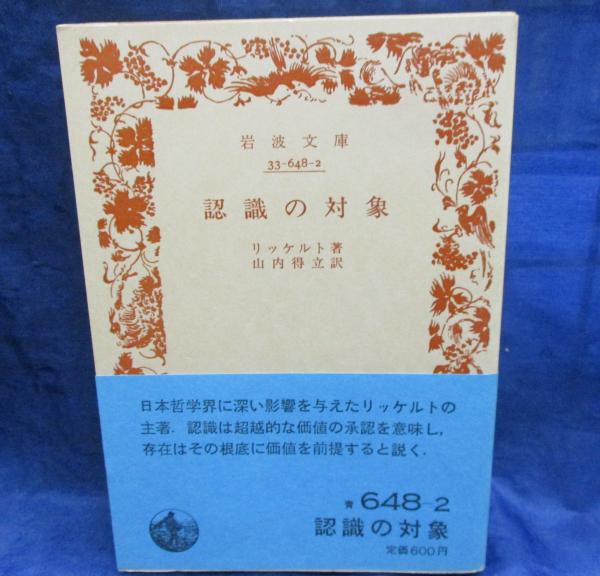 岩波文庫
33-648-2
認識の対象
リッケルト著
山内得立訳
日本哲学界に深い影響を与えたリッケルトの
主著．認識は超越的な価値の承認を意味し，
存在はその根底に価値を前提すると説く．
青 648-2
認識の対象
定価600円